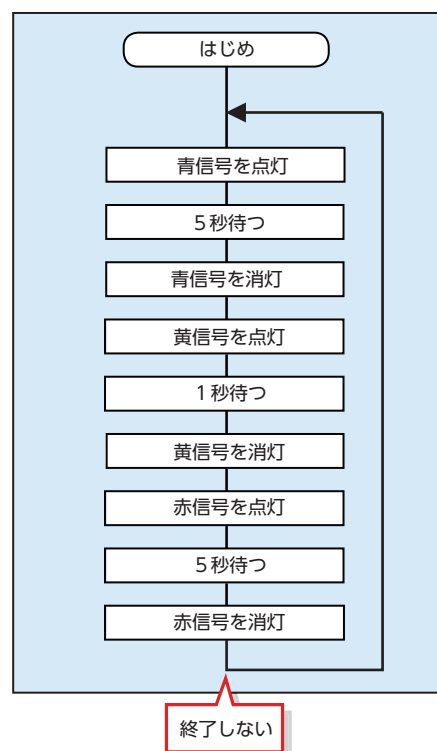 はじめ
青信号を点灯
5秒待つ
青信号を消灯
黄信号を点灯
1秒待つ
黄信号を消灯
赤信号を点灯
5秒待つ
赤信号を消灯
終了しない